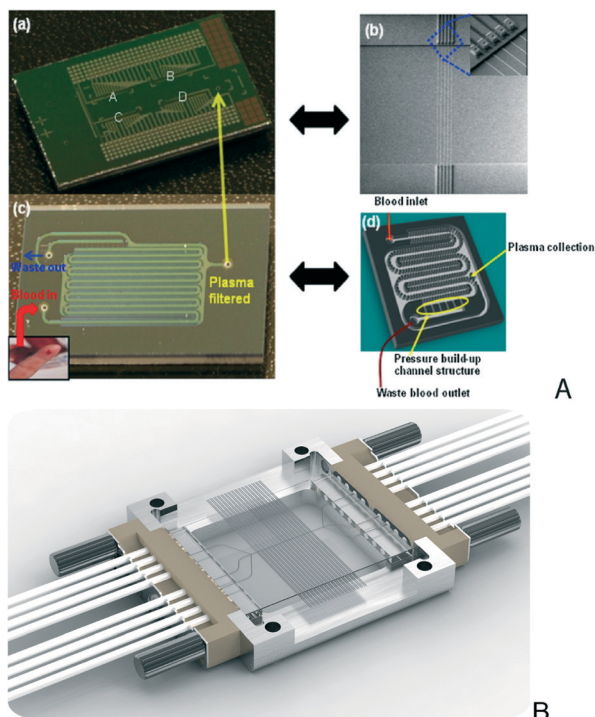 (a)
A
B
C
D
(b)
(c)
Waste out
Blood in
Plasma
filtered
Blood inlet
(d)
Plasma collection
Pressure build-up
channel structure
Waste blood outlet
A
B